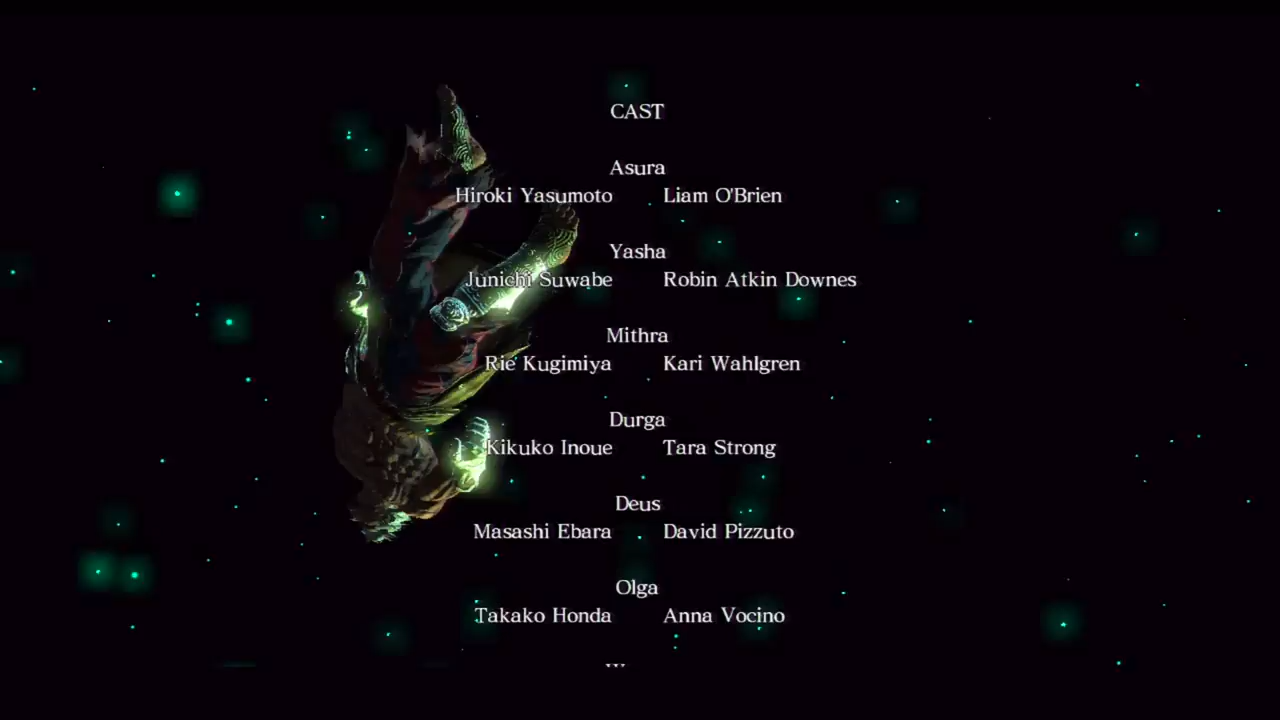 CAST
Asura
Hiroki Yasumoto Liam O'Brien
Yasha
Junichi Suwabe Robin Atkin Downes
Mithra
Rie Kugimiya Kari Wahlgren
Durga
Kikuko Inoue Tara Strong
Deus
Masashi Ebara David Pizzuto
Olga
Takako Honda Anna Vocino